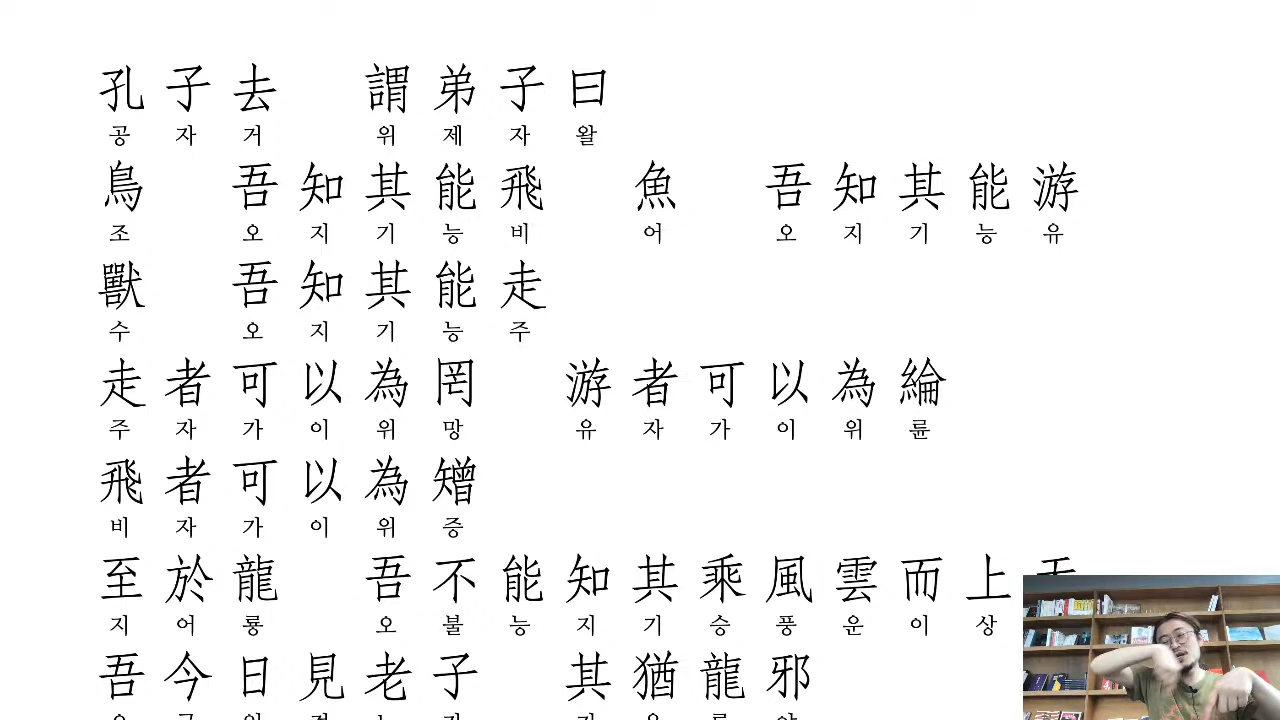 孔子去 謂弟子曰
공 자 거 위 제 자 왈
鳥 吾知其能飛 魚 吾知其能游
조 오 지 기 능 비 어 오 지 기 능 유
獸 吾知其能走
수 오 지 기 능 주
走者可以為罔 游者可以為綸
주 자 가 이 위 망 유 자 가 이 위 륜
飛者可以為矰
비 자 가 이 위 증
至於龍 吾不能知其乘風雲而上
지 어 룡 오 불 능 지 기 승 풍 운 이 상
吾今日見老子 其猶龍邪